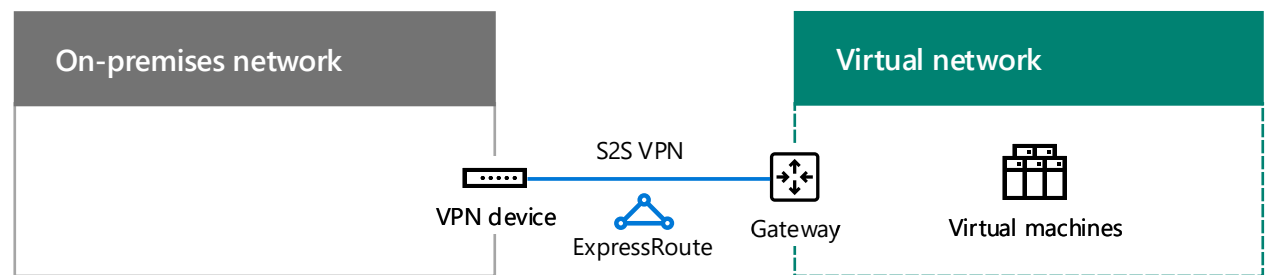 On-premises network
Virtual network
S2S VPN
VPN device
ExpressRoute
Gateway
Virtual machines